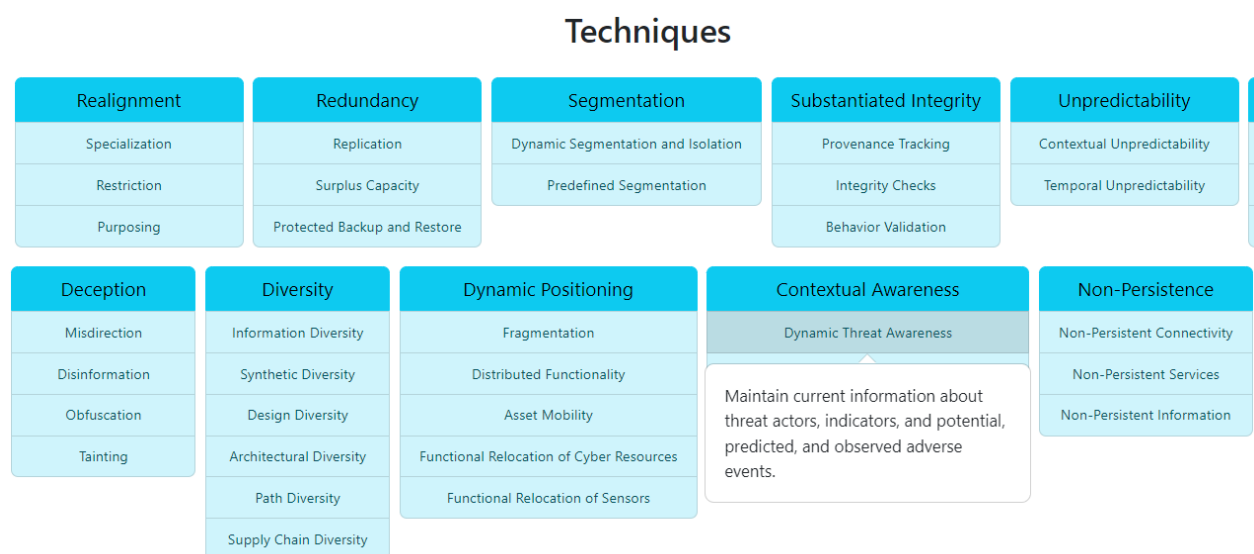 Techniques
Realignment
Specialization
Restriction
Purposing
Redundancy
Replication
Surplus Capacity
Protected Backup and Restore
Segmentation
Dynamic Segmentation and Isolation
Predefined Segmentation
Substantiated Integrity
Provenance Tracking
Integrity Checks
Behavior Validation
Unpredictability
Contextual Unpredictability
Temporal Unpredictability
Deception
Misdirection
Disinformation
Obfuscation
Tainting
Diversity
Information Diversity
Synthetic Diversity
Design Diversity
Architectural Diversity
Path Diversity
Supply Chain Diversity
Dynamic Positioning
Fragmentation
Distributed Functionality
Asset Mobility
Functional Relocation of Cyber Resources
Functional Relocation of Sensors
Contextual Awareness
Dynamic Threat Awareness
Maintain current information about
threat actors, indicators, and potential,
predicted, and observed adverse
events.
Non-Persistence
Non-Persistent Connectivity
Non-Persistent Services
Non-Persistent Information